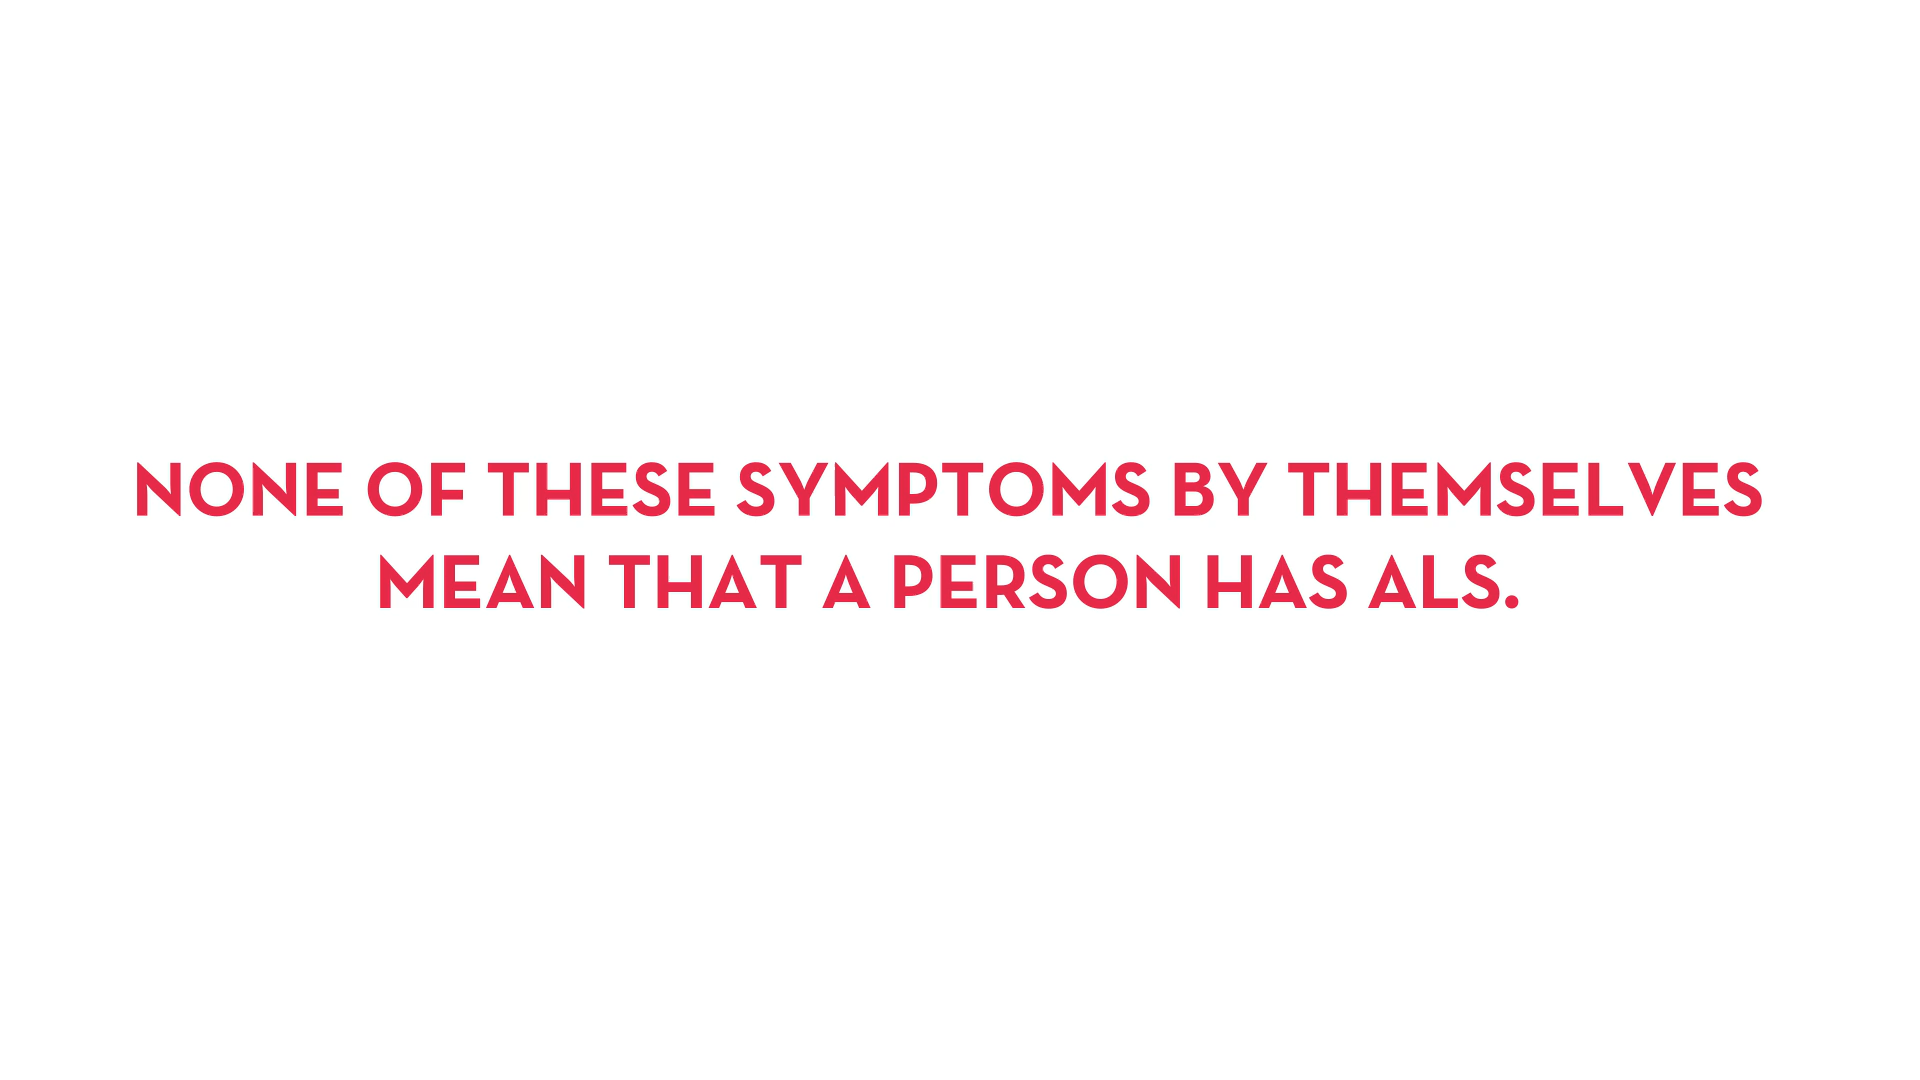 NONE OF THESE SYMPTOMS BY THEMSELVES
MEAN THAT A PERSON HAS ALS.